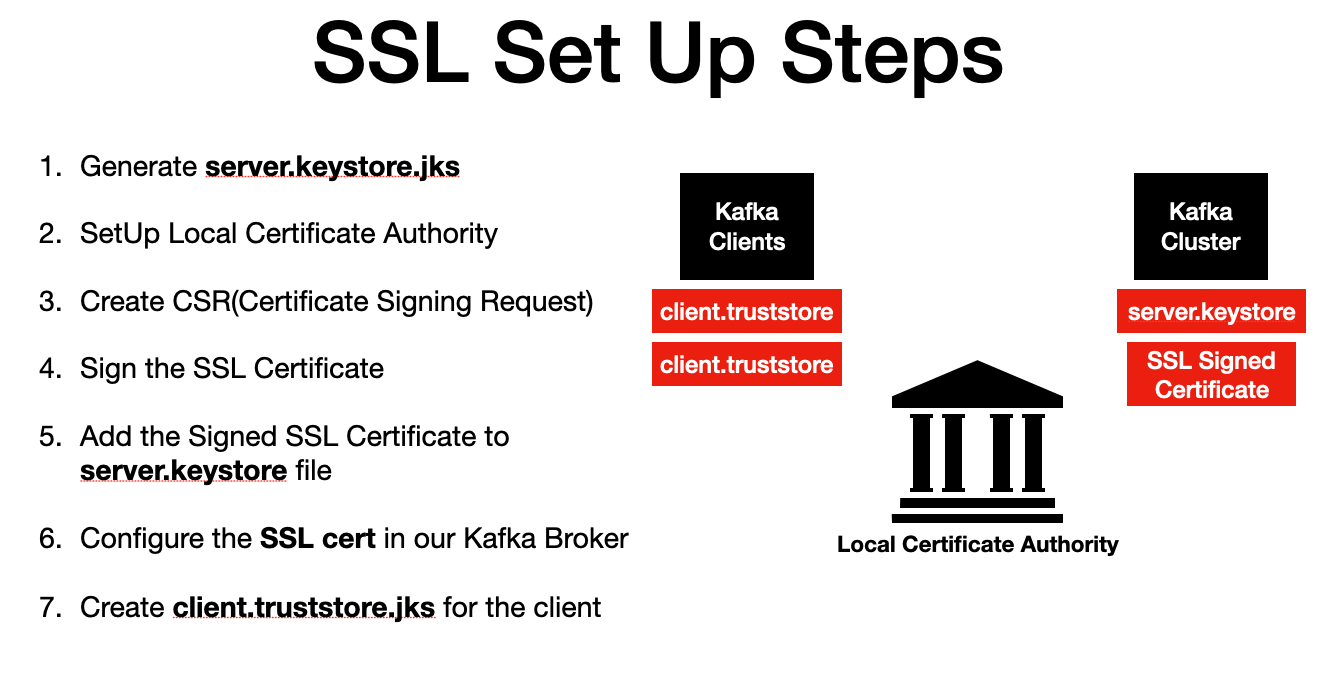 SSL Set Up Steps
1. Generate server.keystore.jks
2. SetUp Local Certificate Authority
3. Create CSR(Certificate Signing Request)
4. Sign the SSL Certificate
5. Add the Signed SSL Certificate to
server.keystore file
6. Configure the SSL cert in our Kafka Broker
7. Create client.truststore.jks for the client
Kafka
Clients
client.truststore
client.truststore
Kafka
Cluster
server.keystore
SSL Signed
Certificate
Local Certificate Authority